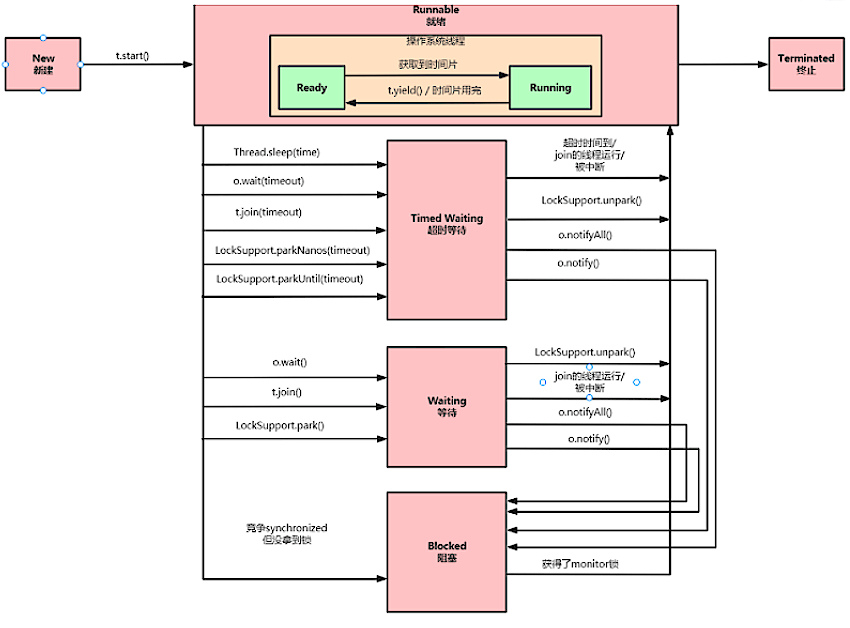 Runnable
就绪
操作系统线程
New
新建
t.start()
获取到时间片
Ready
Running
t.yield() / 时间片用完
Terminated
终止
Thread.sleep(time)
o.wait(timeout)
t.join(timeout)
LockSupport.parkNanos(timeout)
LockSupport.parkUntil(timeout)
Timed Waiting
超时等待
超时时间到/
join的线程运行/
被中断
LockSupport.unpark()
o.notifyAll()
o.notify()
o.wait()
t.join()
LockSupport.park()
Waiting
等待
LockSupport.unpark()
join的线程运行/
被中断
o.notifyAll()
o.notify()
竞争synchronized
但没拿到锁
Blocked
阻塞
获得了monitor锁